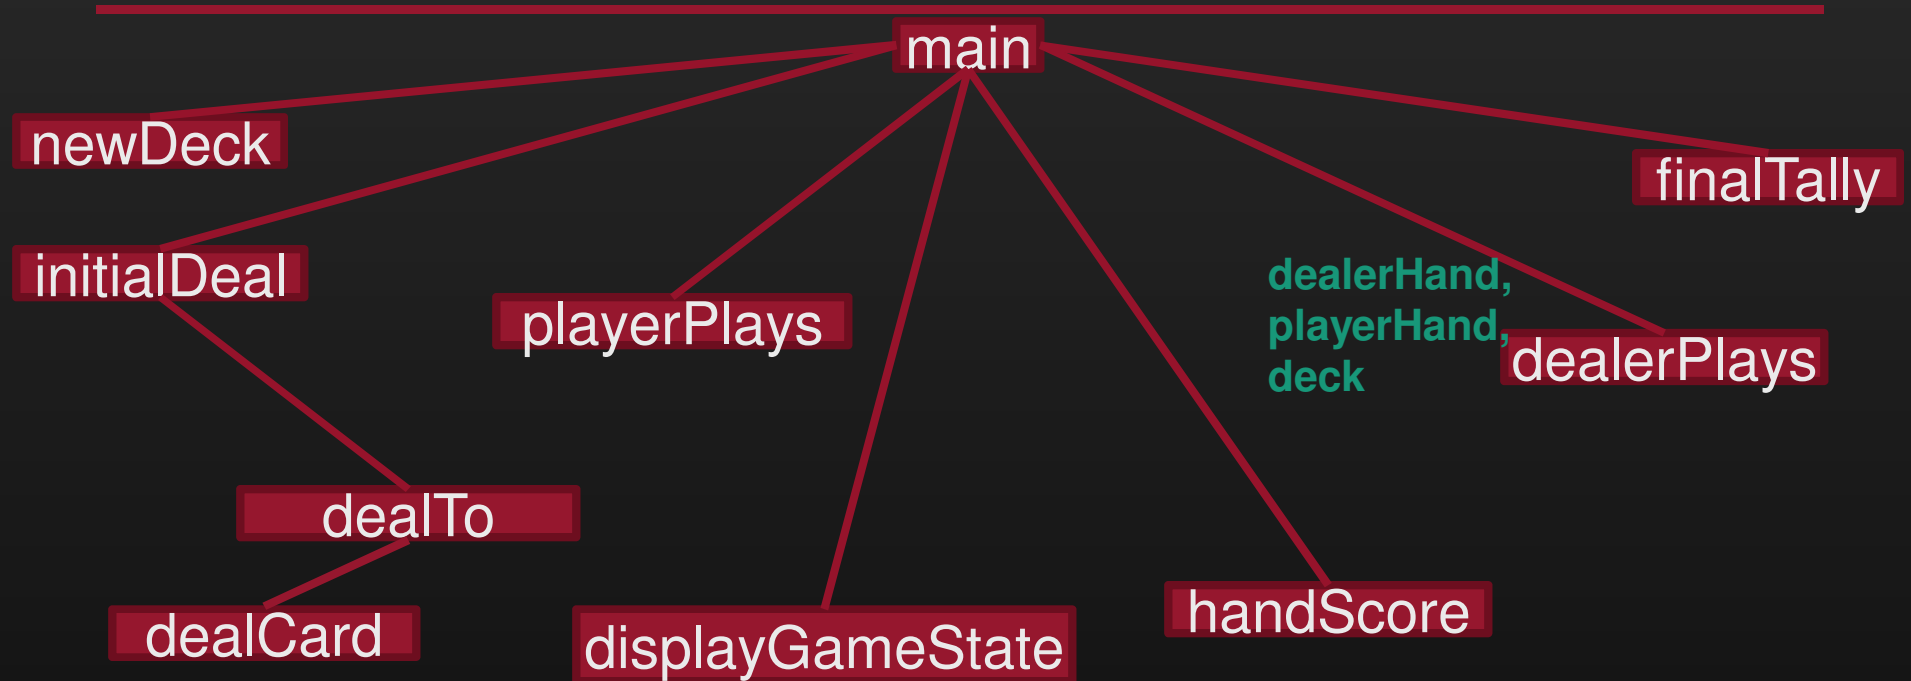 main
newDeck
finalTally
initialDeal
dealerHand,
playerHand,
deck
playerPlays
dealerPlays
dealTo
dealCard
displayGameState
handScore